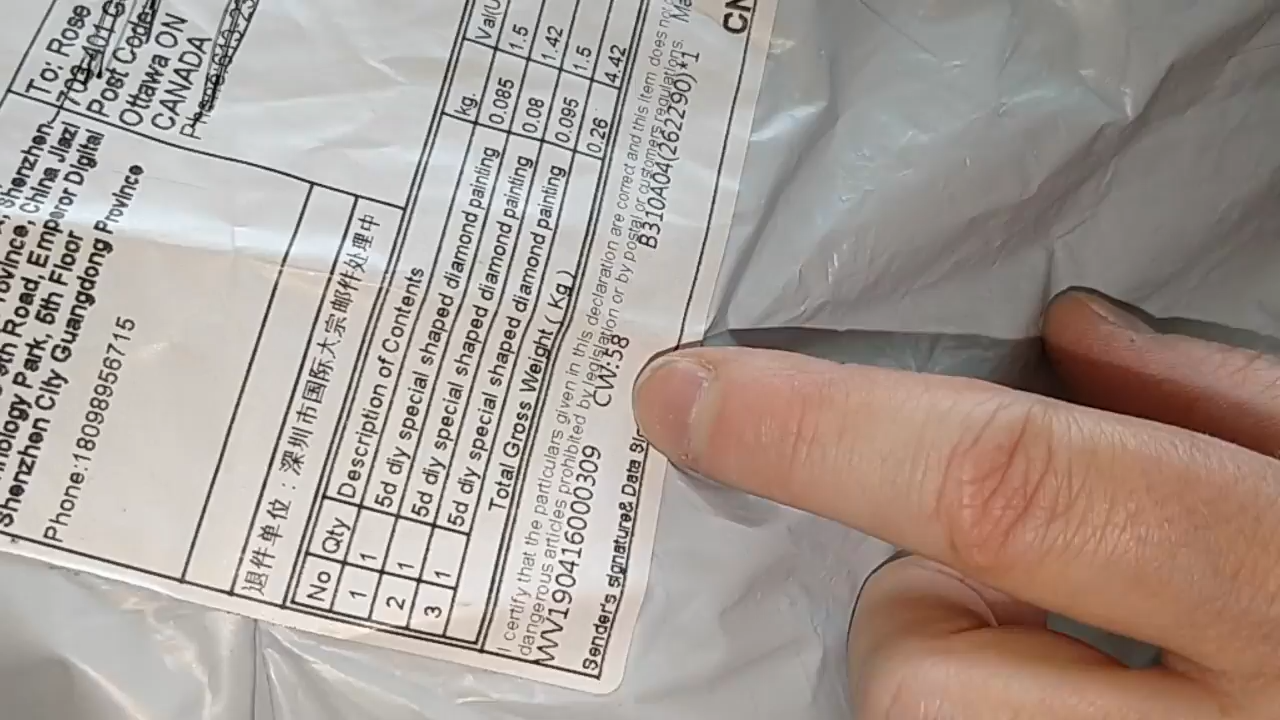 Shenzhen
9th Road, Emperor Digital
Technology Park, 5th Floor
Shenzhen City Guangdong Province
China Jiazi
Phone:18098956715
To: Rose
Post Code:
Ottawa ON
CANADA
退件单位：深圳市国际大宗邮件处理中
No Qty Description of Contents kg. Val(U
1 1 5d diy special shaped diamond painting 0.085 1.5
2 1 5d diy special shaped diamond painting 0.08 1.42
3 1 5d diy special shaped diamond painting 0.095 1.5
Total Gross Weight (Kg) 0.26 4.42
I certify that the particulars given in this declaration are correct and this item does not
dangerous articles prohibited by legislation or by postal or customers regulations. Ma
WV190416000309 CW:58 B310A04(262290)*1
Sender's signature& Data Si
CN